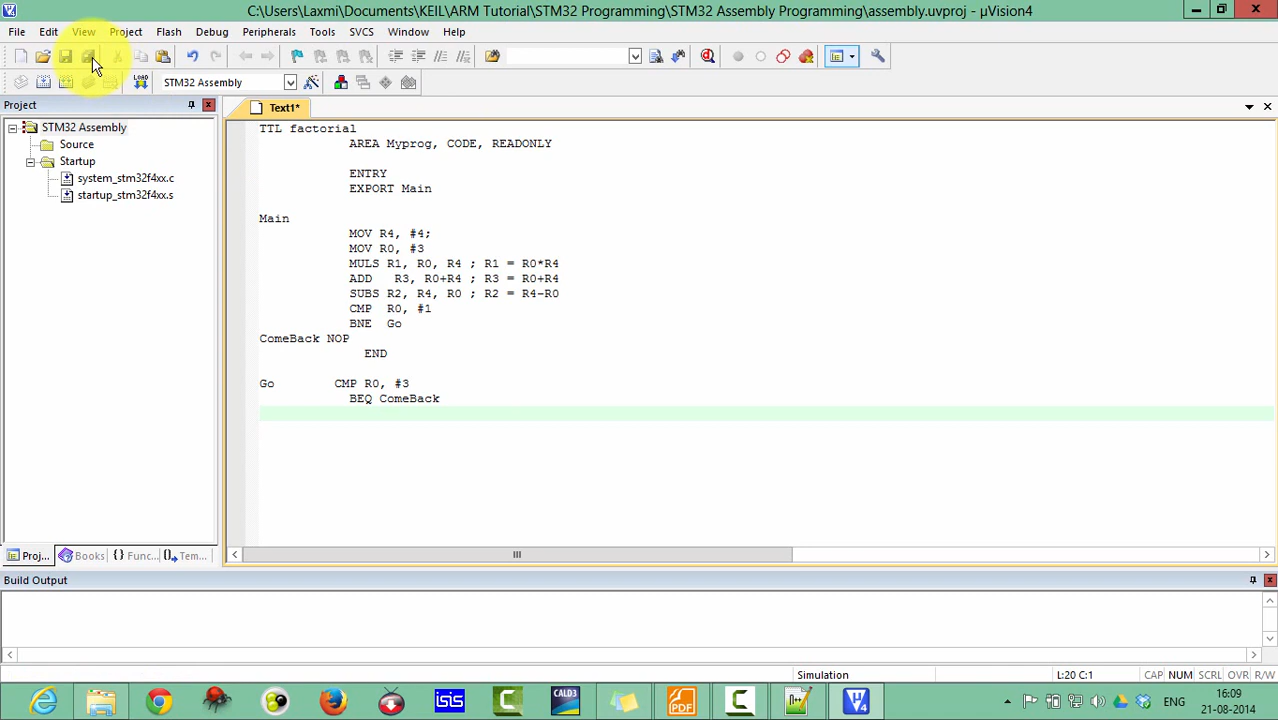 C:\Users\Laxmi\Documents\KEIL\ARM Tutorial\STM32 Programming\STM32 Assembly Programming\assembly.uvproj - µVision4
File Edit View Project Flash Debug Peripherals Tools SVCS Window Help
LOAD STM32 Assembly
Project
Text1*
STM32 Assembly
Source
Startup
system_stm32f4xx.c
startup_stm32f4xx.s
TTL factorial
AREA Myprog, CODE, READONLY
ENTRY
EXPORT Main
Main
MOV R4, #4;
MOV R0, #3
MULS R1, R0, R4 ; R1 = R0*R4
ADD R3, R0+R4 ; R3 = R0+R4
SUBS R2, R4, R0 ; R2 = R4-R0
CMP R0, #1
BNE Go
ComeBack NOP
END
Go CMP R0, #3
BEQ ComeBack
Proj... Books {} Func... Tem...
Build Output
Simulation L:20 C:1 CAP NUM SCRL OVR R/W
isis C CALD3 PDF C V4
ENG
16:09
21-08-2014